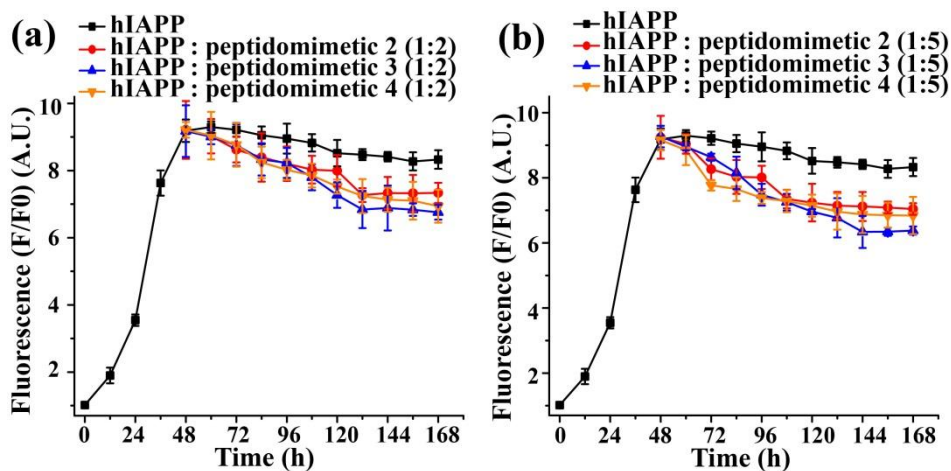 (a)
hIAPP
hIAPP : peptidomimetic 2 (1:2)
hIAPP : peptidomimetic 3 (1:2)
hIAPP : peptidomimetic 4 (1:2)
Fluorescence (F/F0) (A.U.)
10
8
6
4
2
0 24 48 72 96 120 144 168
Time (h)
(b)
hIAPP
hIAPP : peptidomimetic 2 (1:5)
hIAPP : peptidomimetic 3 (1:5)
hIAPP : peptidomimetic 4 (1:5)
Fluorescence (F/F0) (A.U.)
10
8
6
4
2
0 24 48 72 96 120 144 168
Time (h)